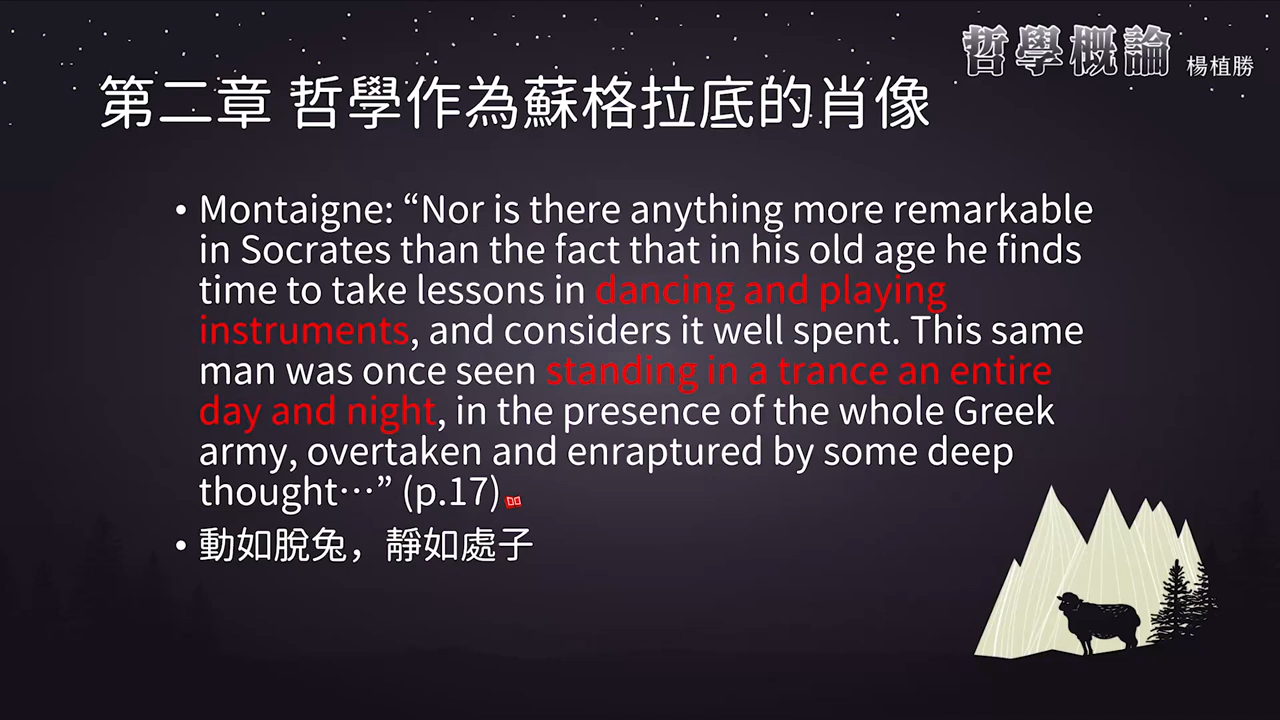 哲學概論 楊植勝
第二章 哲學作為蘇格拉底的肖像
• Montaigne: “Nor is there anything more remarkable
in Socrates than the fact that in his old age he finds
time to take lessons in dancing and playing
instruments, and considers it well spent. This same
man was once seen standing in a trance an entire
day and night, in the presence of the whole Greek
army, overtaken and enraptured by some deep
thought⋯” (p.17)
• 動如脫兔，靜如處子